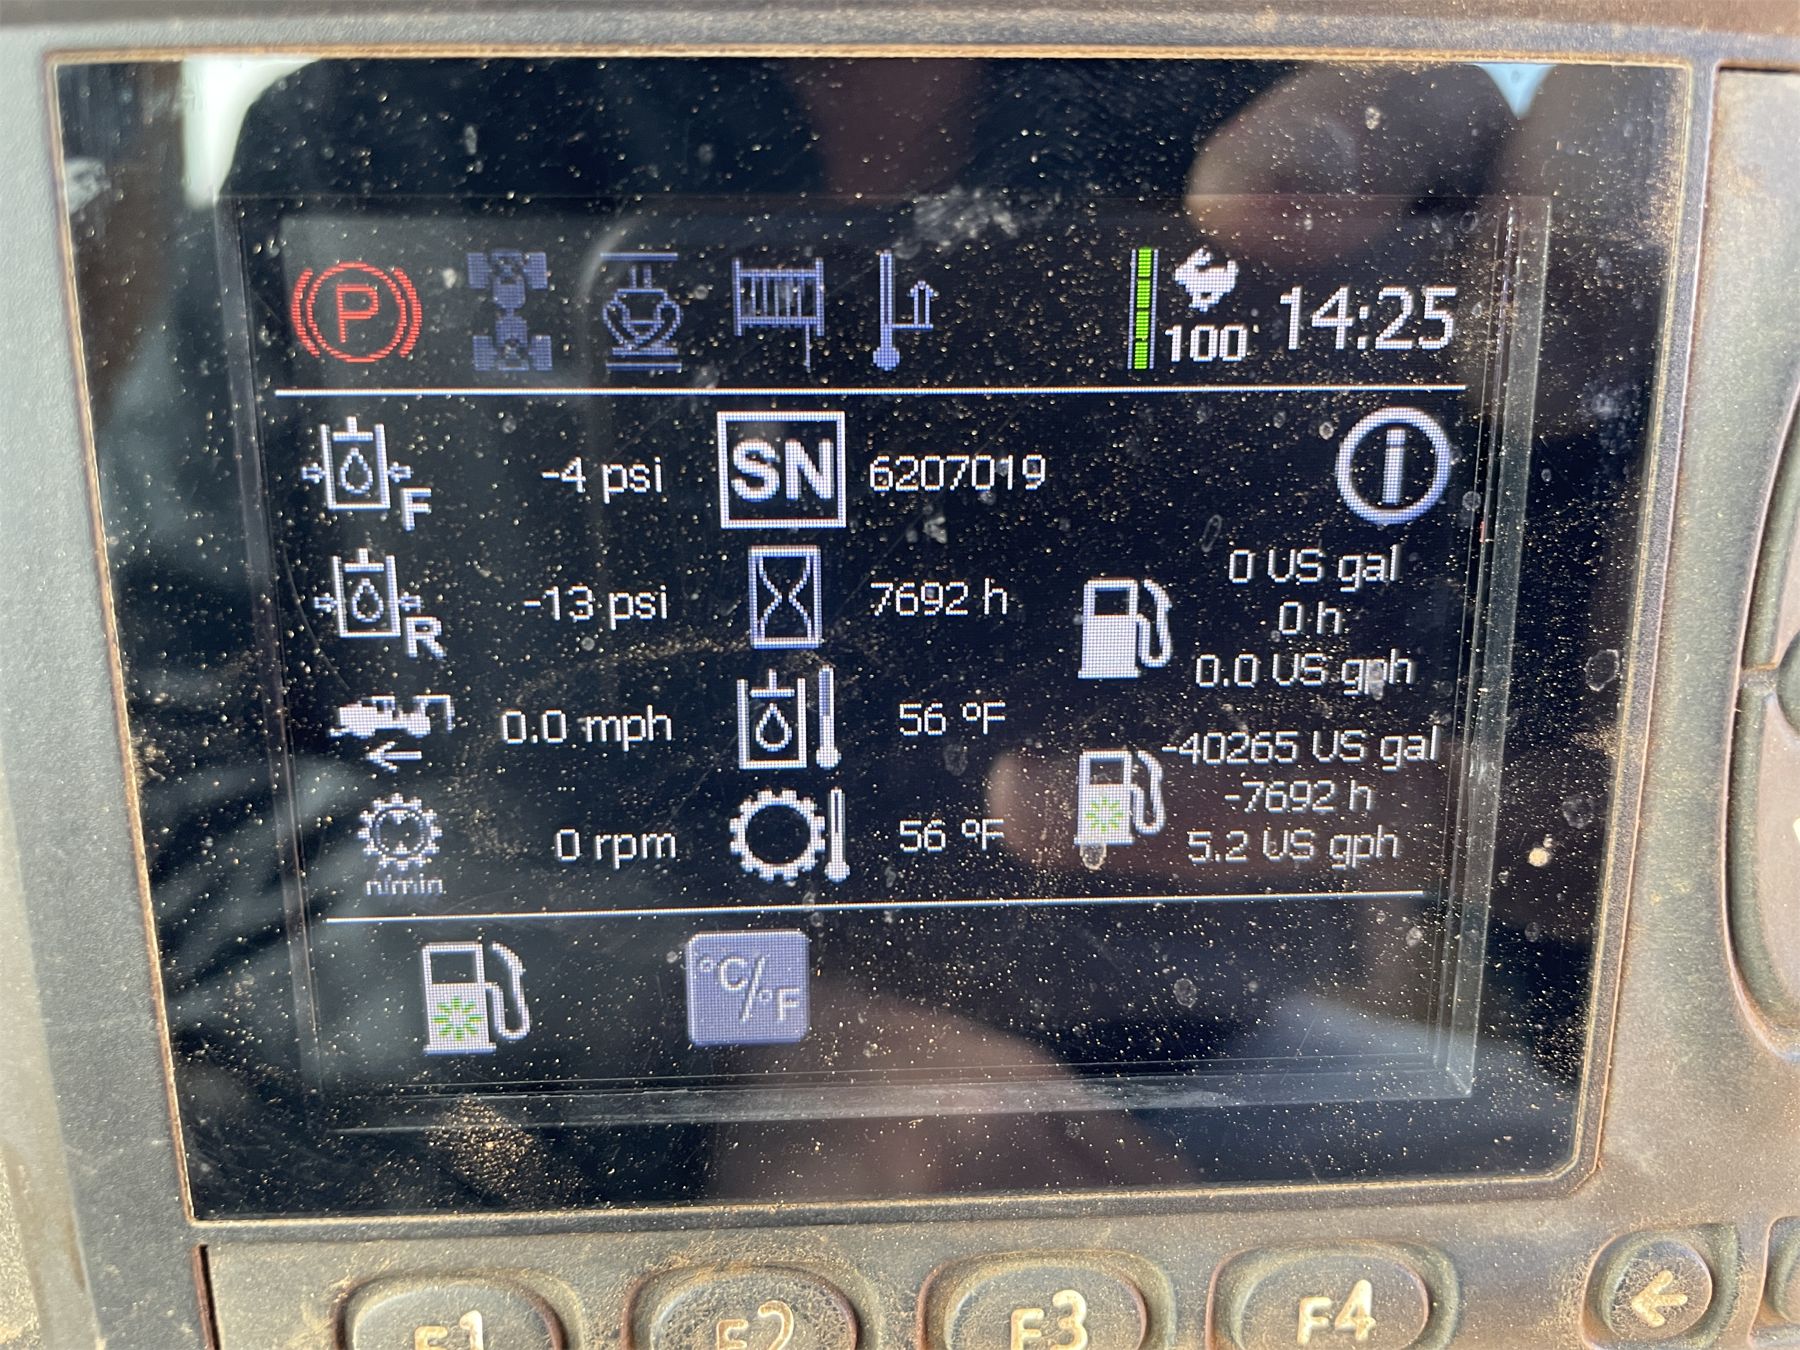 P
100
14:25
F
-4 psi
SN
6207019
R
-13 psi
7692 h
0 US gal
0 h
0.0 US gph
0.0 mph
56 °F
-40265 US gal
-7692 h
5.2 US gph
n/min
0 rpm
56 °F
°C/°F
F1
F2
F3
F4